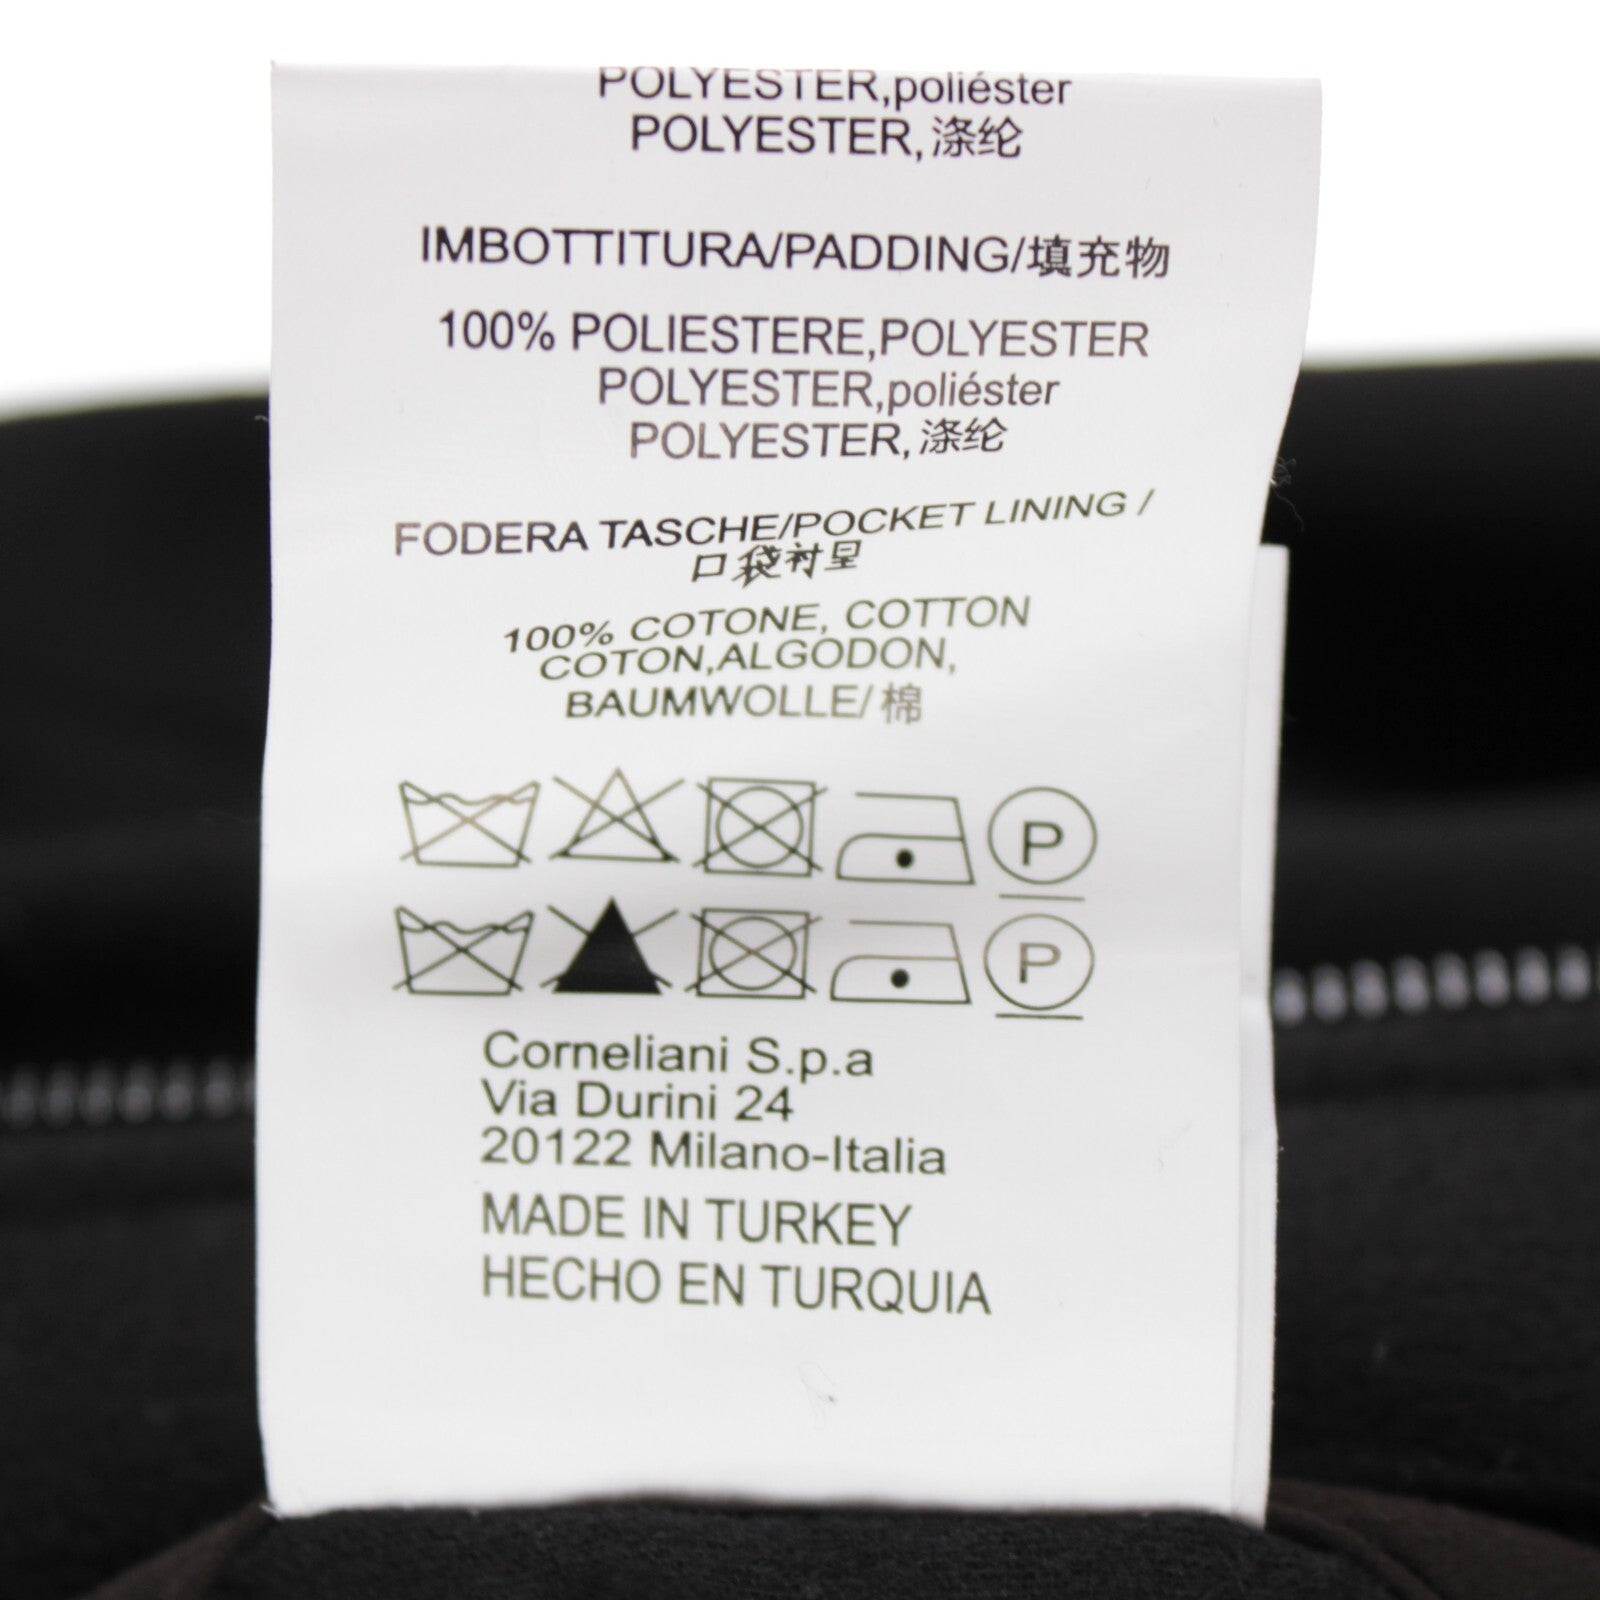 POLYESTER,poliéster
POLYESTER,涤纶
IMBOTTITURA/PADDING/填充物
100% POLIESTERE,POLYESTER
POLYESTER,poliéster
POLYESTER,涤纶
FODERA TASCHE/POCKET LINING /
口袋衬里
100% COTONE, COTTON
COTON,ALGODON,
BAUMWOLLE/棉
P
P
Corneliani S.p.a
Via Durini 24
20122 Milano-Italia
MADE IN TURKEY
HECHO EN TURQUIA